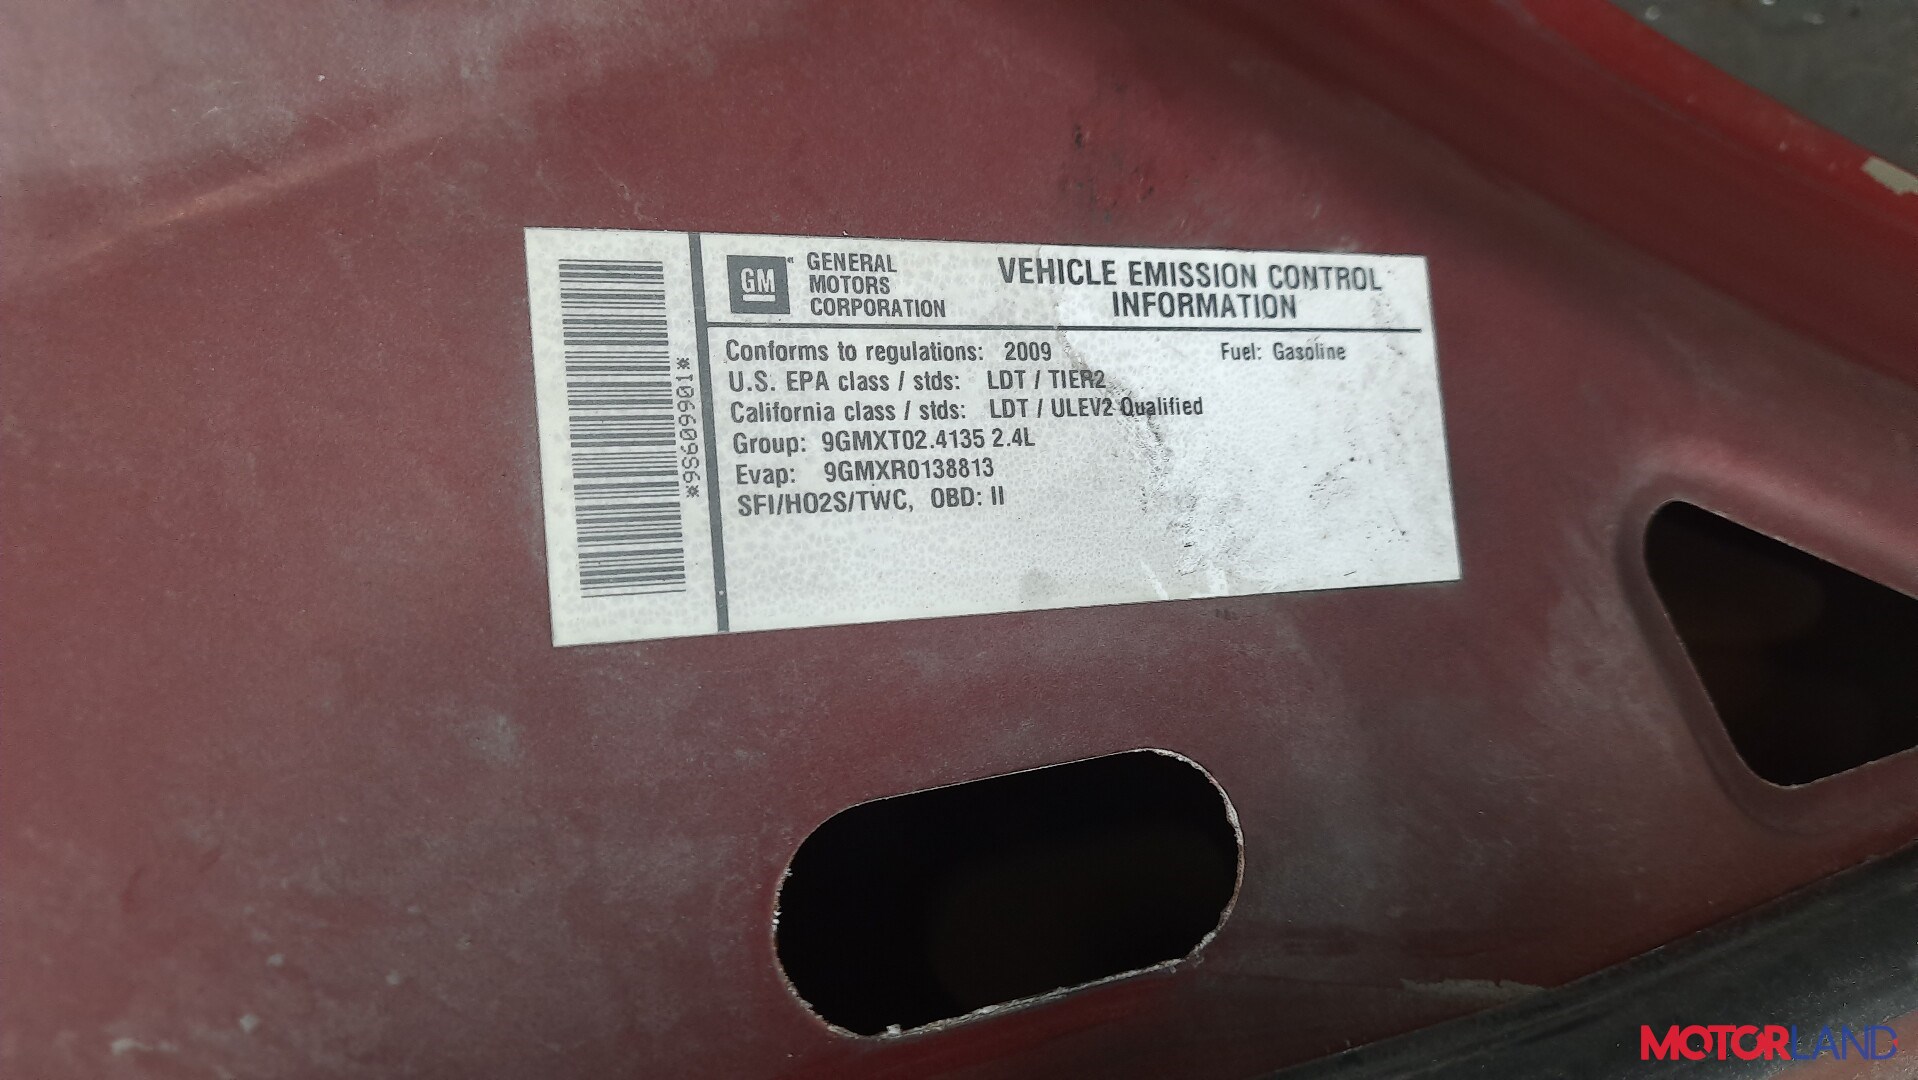 *9S609901*
GM
GENERAL
MOTORS
CORPORATION
VEHICLE EMISSION CONTROL
INFORMATION
Conforms to regulations: 2009
Fuel: Gasoline
U.S. EPA class / stds: LDT / TIER2
California class / stds: LDT / ULEV2 Qualified
Group: 9GMXT02.4135 2.4L
Evap: 9GMXR0138813
SFI/HO2S/TWC, OBD: II
MOTORLAND